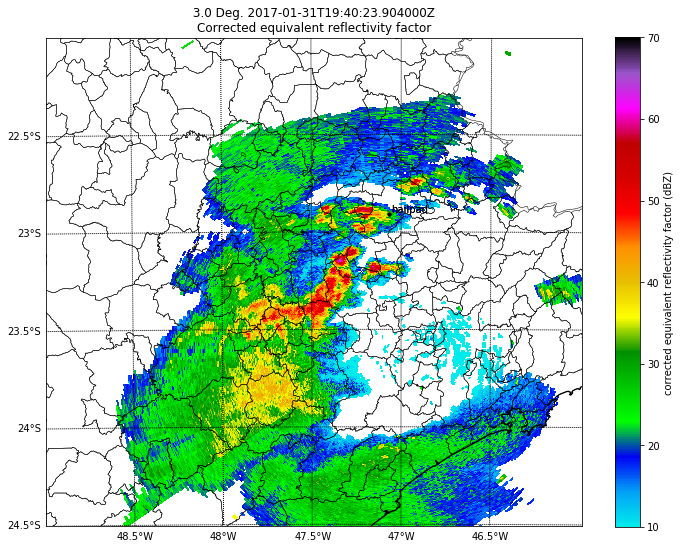 3.0 Deg. 2017-01-31T19:40:23.904000Z
Corrected equivalent reflectivity factor
22.5°S
23°S
23.5°S
24°S
24.5°S
48.5°W
48°W
47.5°W
47°W
46.5°W
70
60
50
40
30
20
10
corrected equivalent reflectivity factor (dBZ)